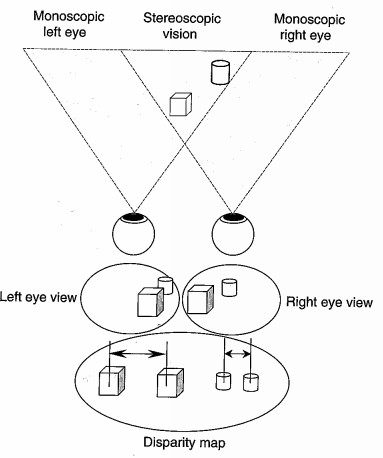 Monoscopic
left eye
Stereoscopic
vision
Monoscopic
right eye
Left eye view
Right eye view
Disparity map